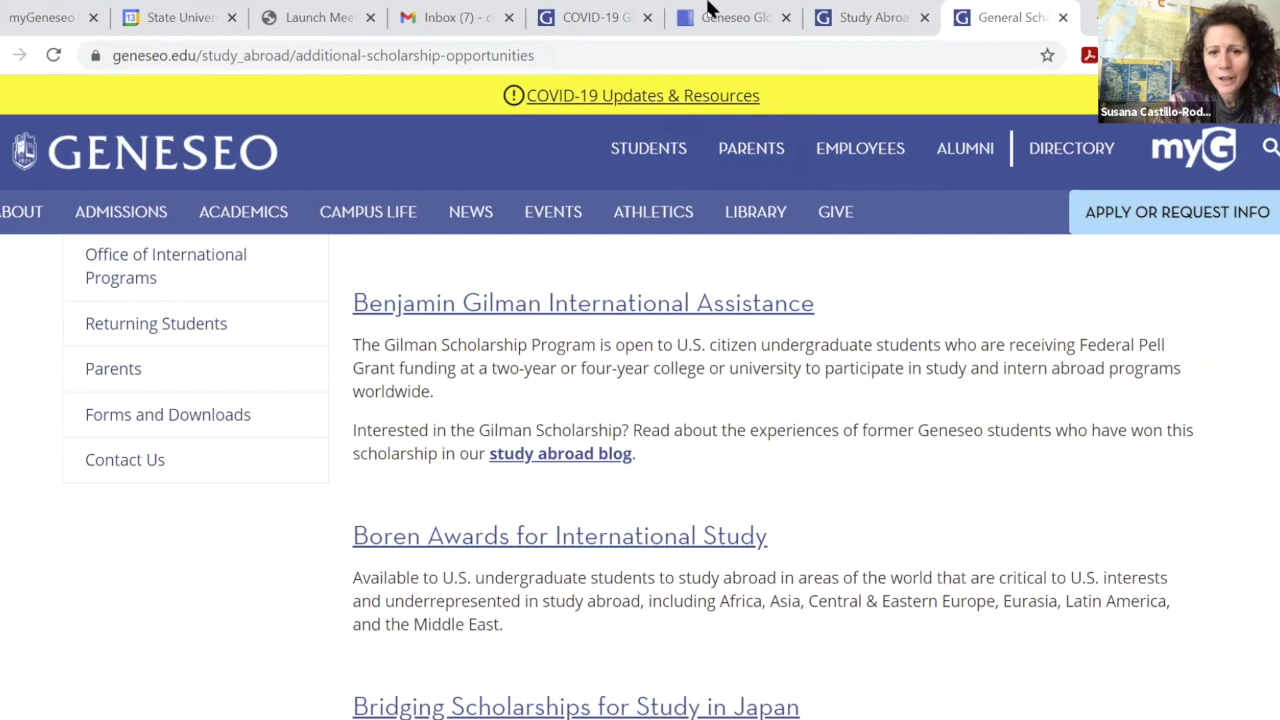 myGeneseo
State Univer
Launch Mee
Inbox (7) - c
COVID-19 G
Geneseo Glo
Study Abroa
General Sch
geneseo.edu/study_abroad/additional-scholarship-opportunities
Susana Castillo-Rod...
COVID-19 Updates & Resources
GENESEO
STUDENTS PARENTS EMPLOYEES ALUMNI DIRECTORY myG
BOUT ADMISSIONS ACADEMICS CAMPUS LIFE NEWS EVENTS ATHLETICS LIBRARY GIVE APPLY OR REQUEST INFO
Office of International
Programs
Returning Students
Parents
Forms and Downloads
Contact Us
Benjamin Gilman International Assistance
The Gilman Scholarship Program is open to U.S. citizen undergraduate students who are receiving Federal Pell
Grant funding at a two-year or four-year college or university to participate in study and intern abroad programs
worldwide.
Interested in the Gilman Scholarship? Read about the experiences of former Geneseo students who have won this
scholarship in our study abroad blog.
Boren Awards for International Study
Available to U.S. undergraduate students to study abroad in areas of the world that are critical to U.S. interests
and underrepresented in study abroad, including Africa, Asia, Central & Eastern Europe, Eurasia, Latin America,
and the Middle East.
Bridging Scholarships for Study in Japan